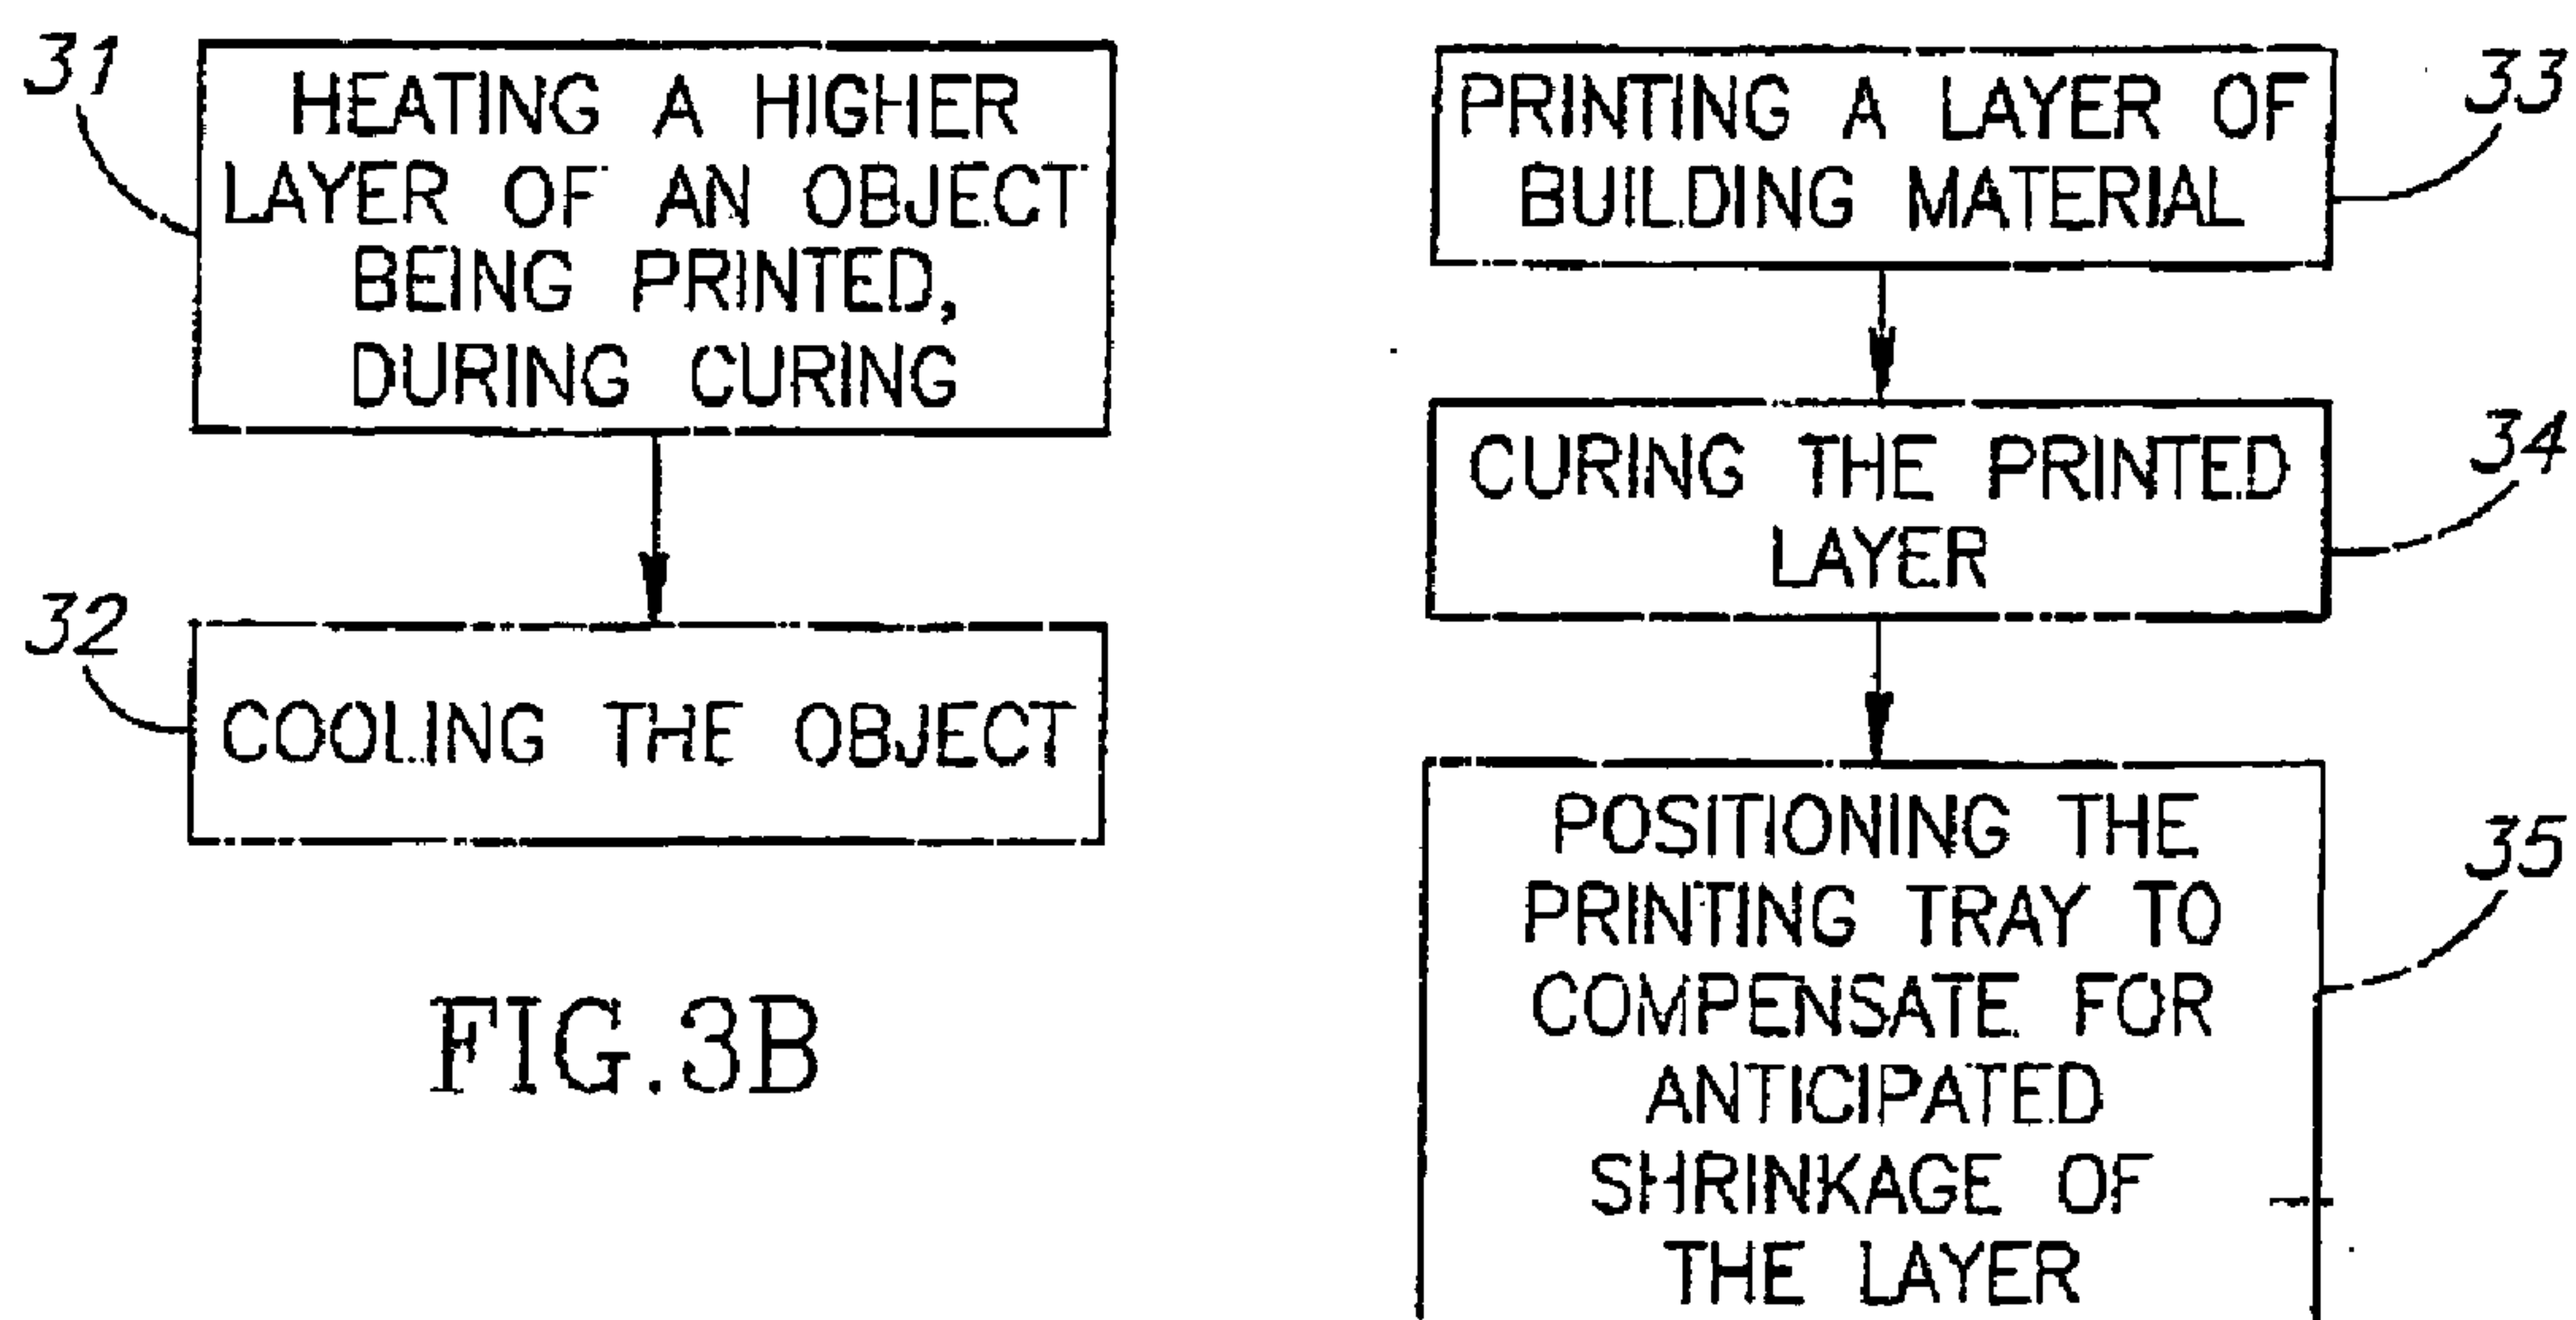 31
HEATING A HIGHER
LAYER OF AN OBJECT
BEING PRINTED,
DURING CURING
32
COOLING THE OBJECT
FIG.3B
33
PRINTING A LAYER OF
BUILDING MATERIAL
34
CURING THE PRINTED
LAYER
35
POSITIONING THE
PRINTING TRAY TO
COMPENSATE FOR
ANTICIPATED
SHRINKAGE OF
THE LAYER